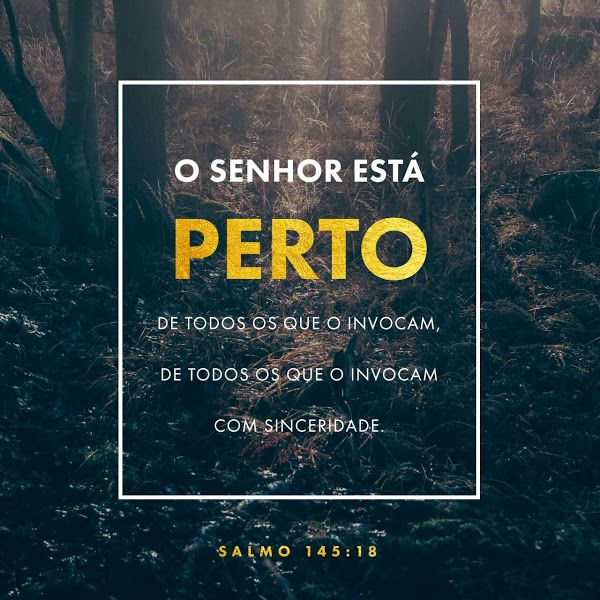 O SENHOR ESTÁ
PERTO
DE TODOS OS QUE O INVOCAM,
DE TODOS OS QUE O INVOCAM
COM SINCERIDADE.
SALMO 145:18